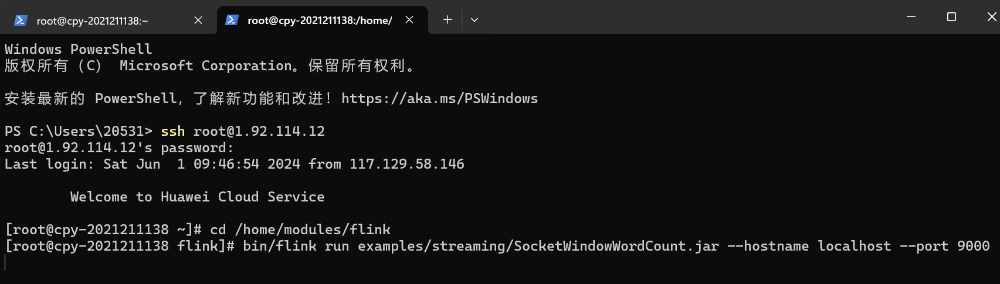 root@cpy-2021211138:~
root@cpy-2021211138:/home/
Windows PowerShell
版权所有 (C) Microsoft Corporation。保留所有权利。
安装最新的 PowerShell，了解新功能和改进！https://aka.ms/PSWindows
PS C:\Users\20531> ssh root@1.92.114.12
root@1.92.114.12's password:
Last login: Sat Jun  1 09:46:54 2024 from 117.129.58.146
Welcome to Huawei Cloud Service
[root@cpy-2021211138 ~]# cd /home/modules/flink
[root@cpy-2021211138 flink]# bin/flink run examples/streaming/SocketWindowWordCount.jar --hostname localhost --port 9000